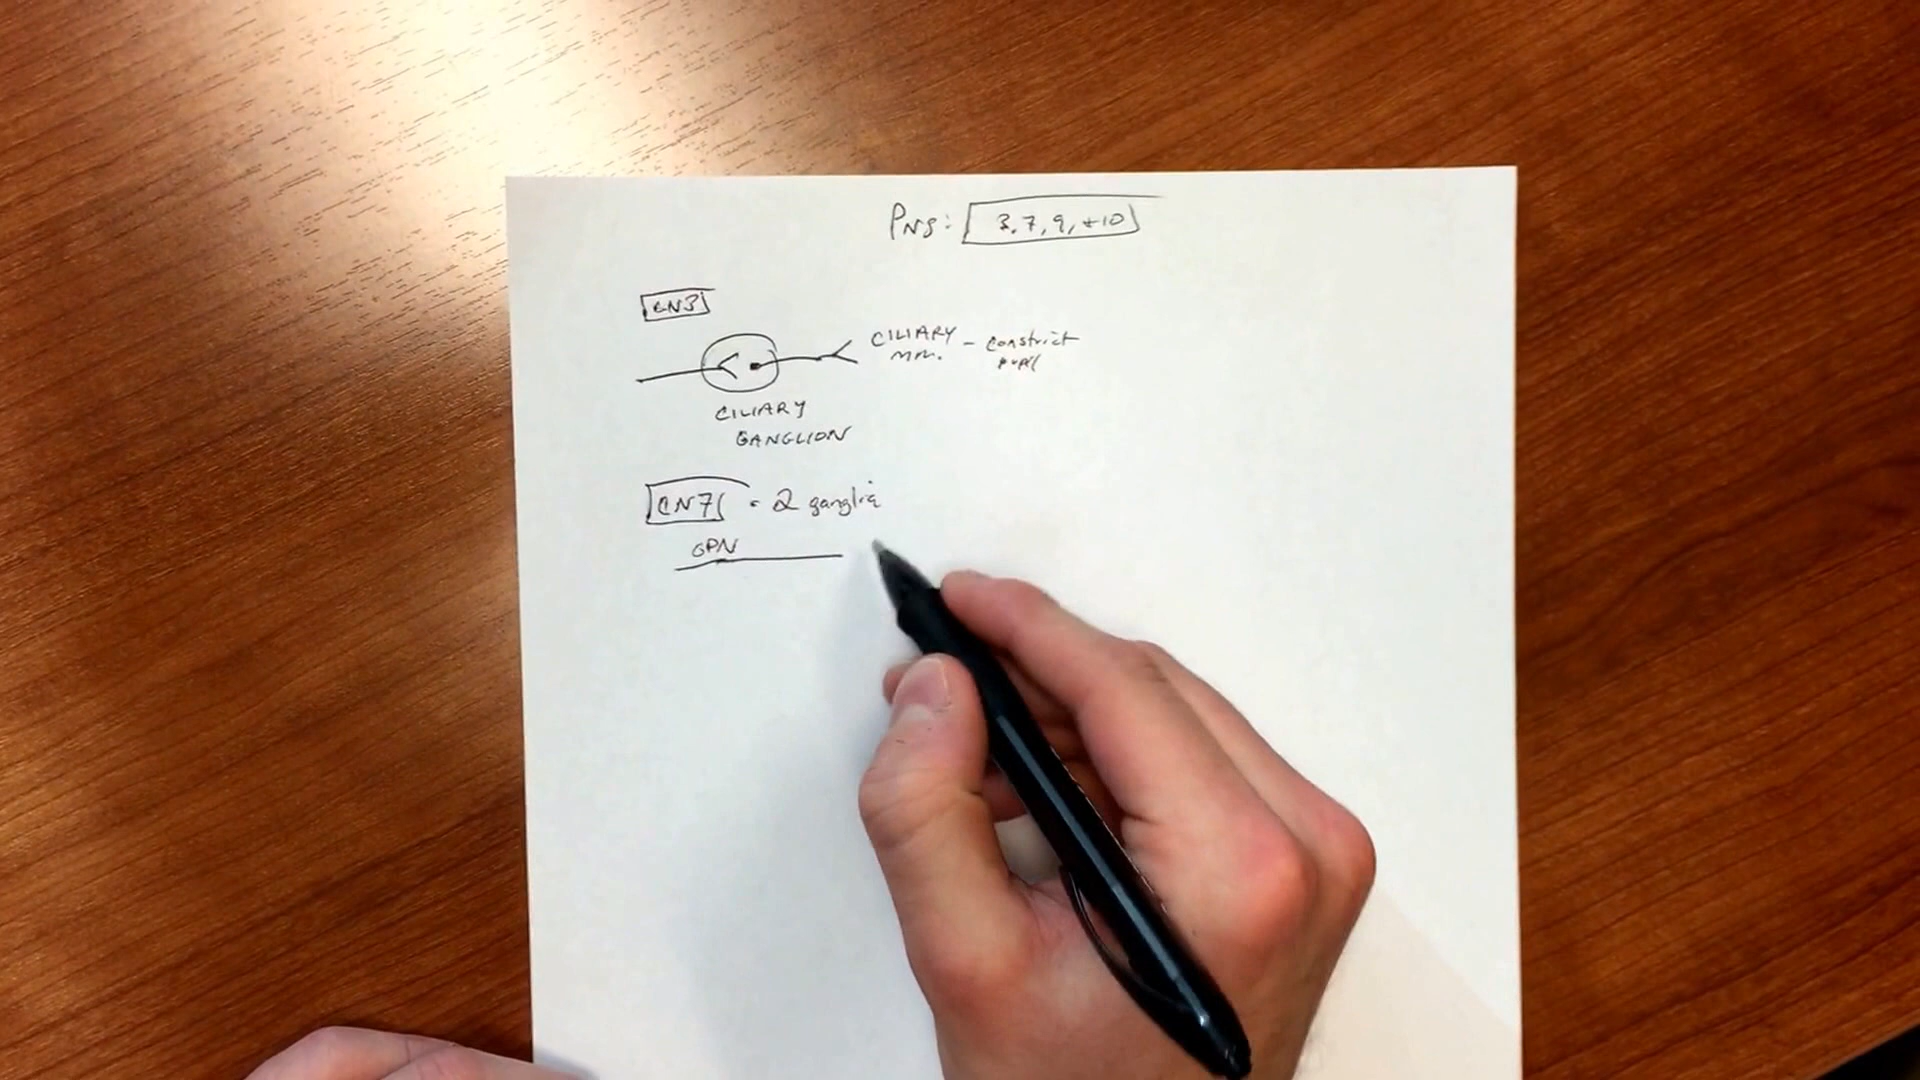 PNS: 3, 7, 9, +10
CN3
CILIARY
mm. - constrict
pupil
CILIARY
GANGLION
CN7 - 2 ganglia
GPN